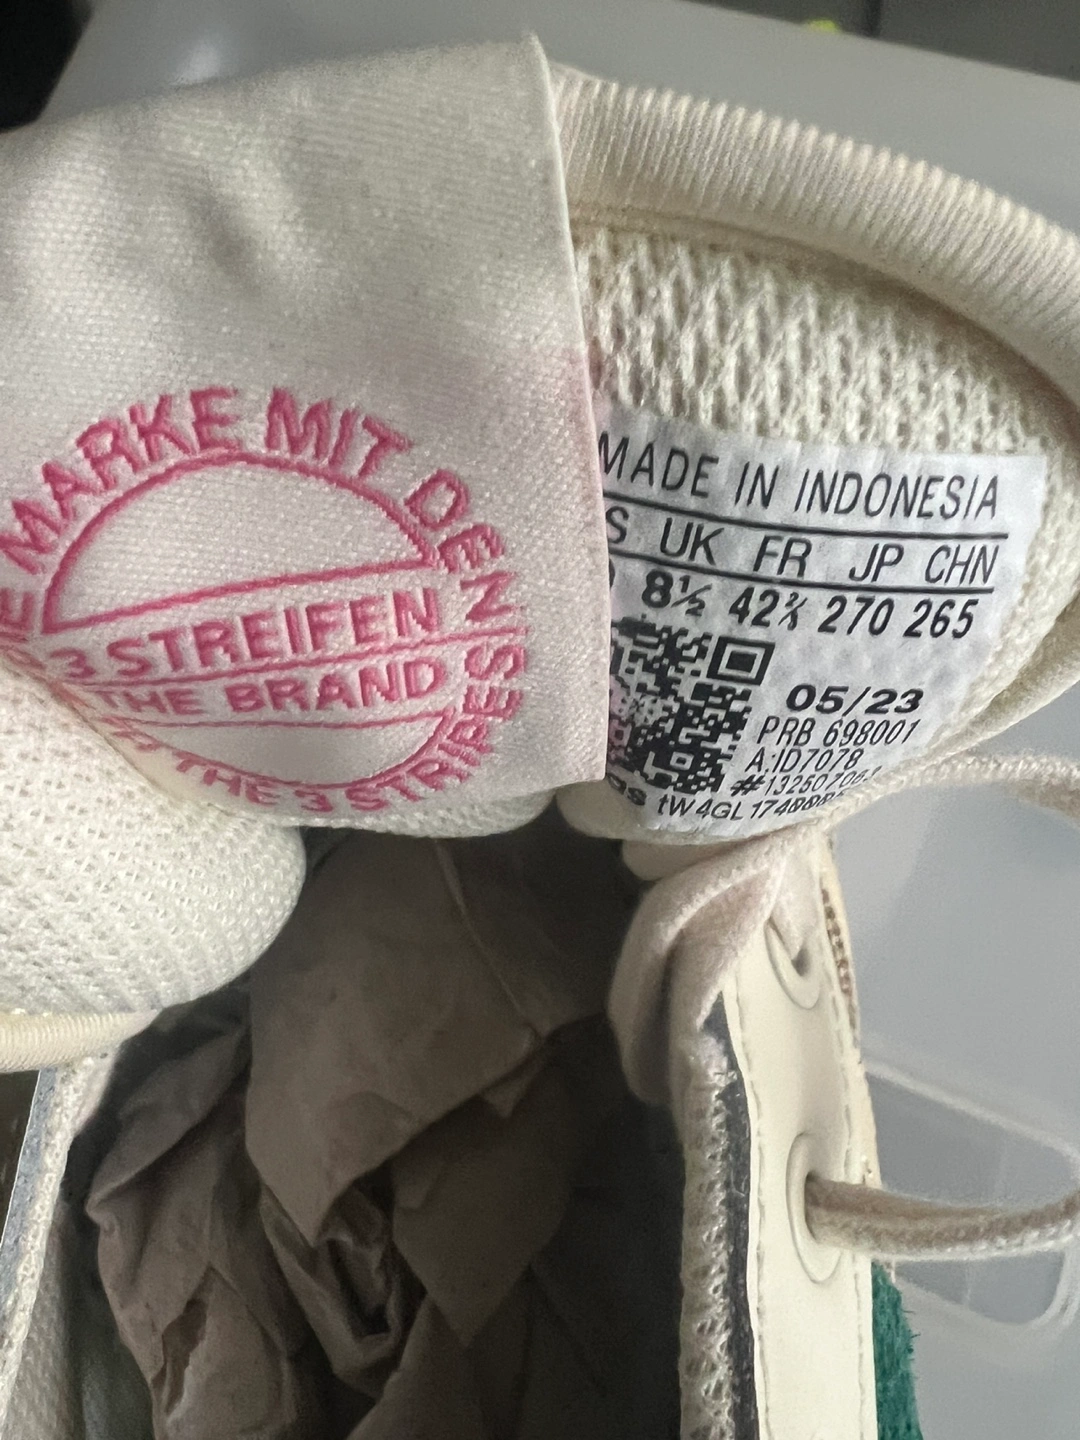 MARKE MIT DEN
3 STREIFEN
THE BRAND
THE 3 STRIPES
MADE IN INDONESIA
UK FR JP CHN
8½ 42⅔ 270 265
05/23
PRB 698001
A:ID7078